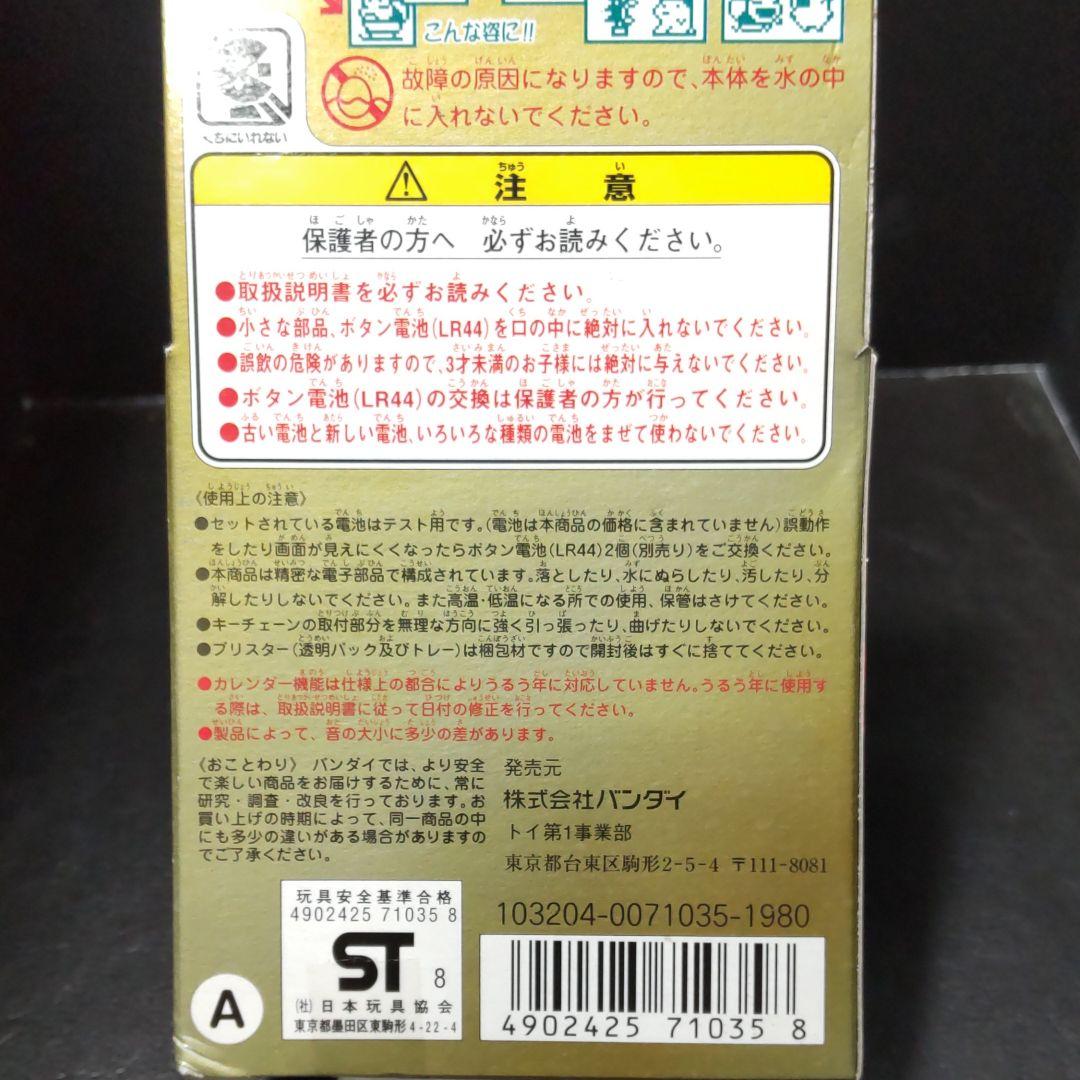 こんな姿に!!
故障の原因になりますので、本体を水の中
に入れないでください。
くちにいれない
注意
保護者の方へ 必ずお読みください。
●取扱説明書を必ずお読みください。
●小さな部品、ボタン電池(LR44)を口の中に絶対に入れないでください。
●誤飲の危険がありますので、3才未満のお子様には絶対に与えないでください。
●ボタン電池(LR44)の交換は保護者の方が行ってください。
●古い電池と新しい電池、いろいろな種類の電池をまぜて使わないでください。
《使用上の注意》
●セットされている電池はテスト用です。(電池は本商品の価格に含まれていません)誤動作
をしたり画面が見えにくくなったらボタン電池(LR44)2個(別売り)をご交換ください。
●本商品は精密な電子部品で構成されています。落としたり、水にぬらしたり、汚したり、分
解したりしないでください。また高温・低温になる所での使用、保管はさけてください。
●キーチェーンの取付部分を無理な方向に強く引っ張ったり、曲げたりしないでください。
●ブリスター(透明パック及びトレー)は梱包材ですので開封後はすぐに捨ててください。
●カレンダー機能は仕様上の都合によりうるう年に対応していません。うるう年に使用す
る際は、取扱説明書に従って日付の修正を行ってください。
●製品によって、音の大小に多少の差があります。
《おことわり》 バンダイでは、より安全
で楽しい商品をお届けするために、常に
研究・調査・改良を行っております。お
買い上げの時期によって、同一商品の中
にも多少の違いがある場合があります
のでご了承ください。
発売元
株式会社バンダイ
トイ第1事業部
東京都台東区駒形2-5-4 〒111-8081
玩具安全基準合格
4902425 71035 8
ST 8
(社)日本玩具協会
東京都墨田区東駒形4-22-4
A
103204-0071035-1980
4902425 71035 8